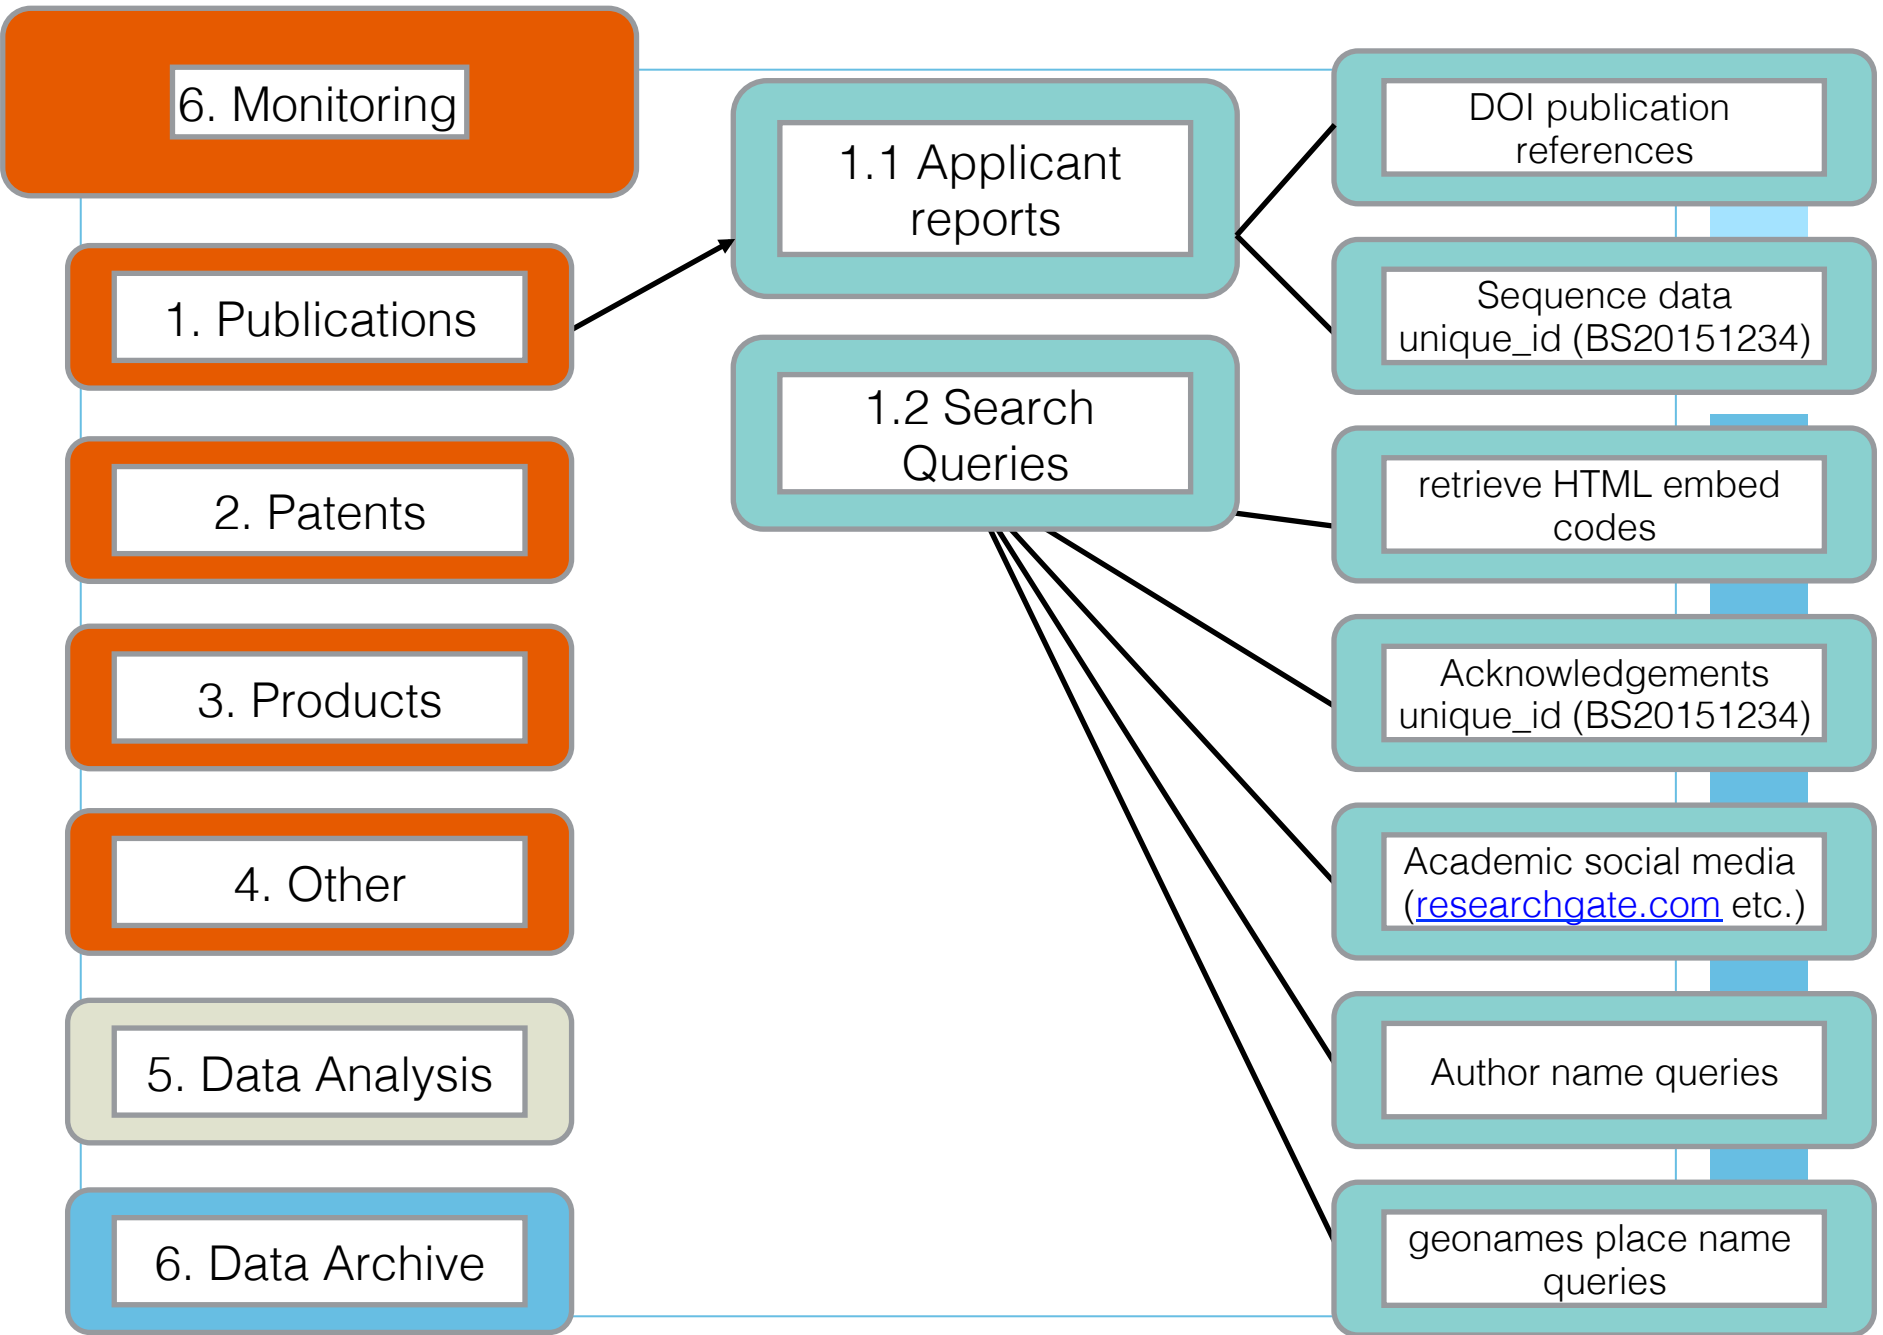 6. Monitoring
1. Publications
2. Patents
3. Products
4. Other
5. Data Analysis
6. Data Archive
1.1 Applicant
reports
1.2 Search
Queries
DOI publication
references
Sequence data
unique_id (BS20151234)
retrieve HTML embed
codes
Acknowledgements
unique_id (BS20151234)
Academic social media
(researchgate.com etc.)
Author name queries
geonames place name
queries